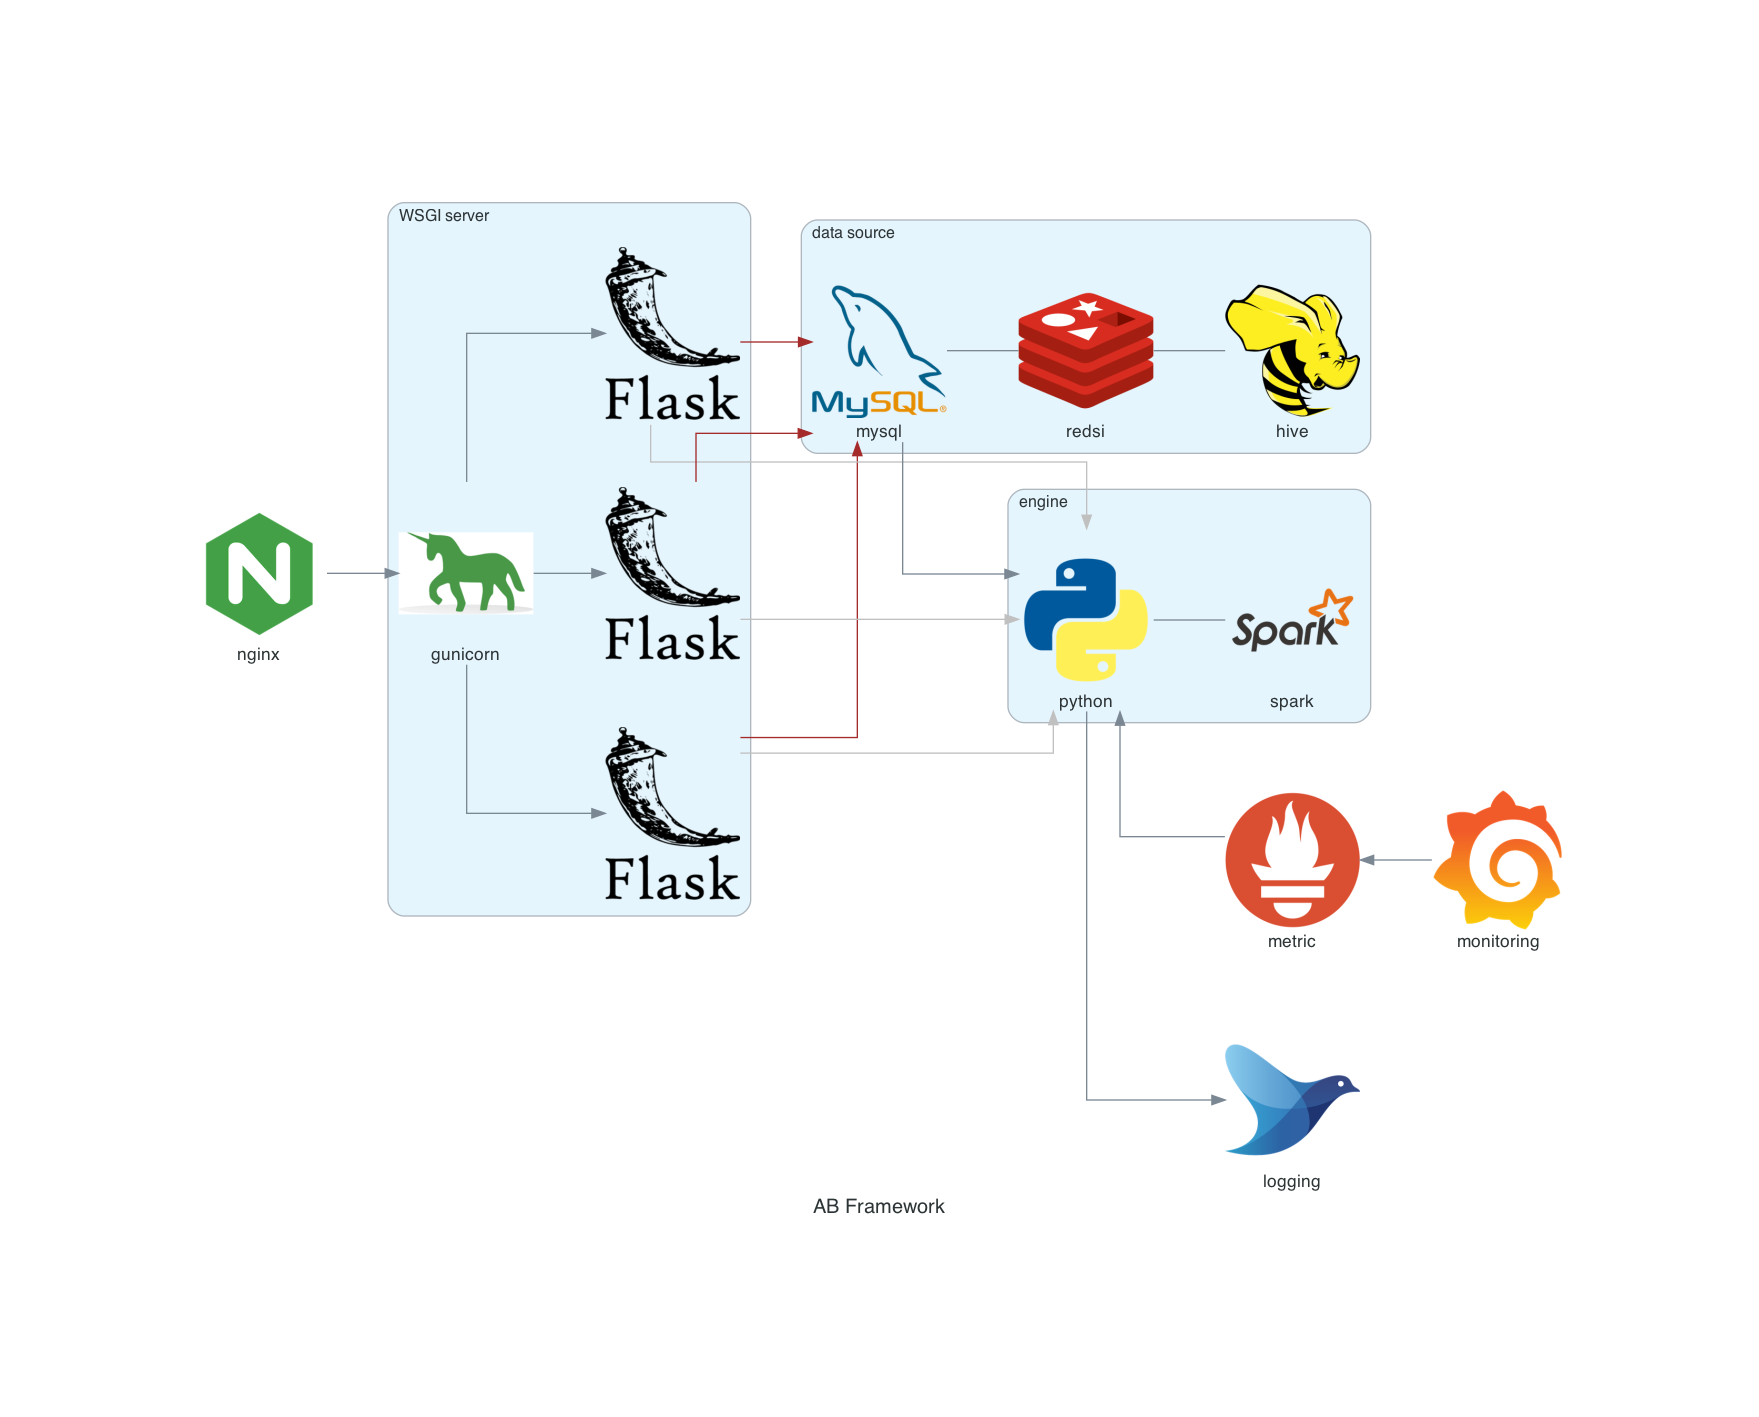 WSGI server
Flask
Flask
Flask
nginx
gunicorn
data source
MySQL®
mysql
redsi
hive
engine
python
Spark
spark
metric
monitoring
logging
AB Framework